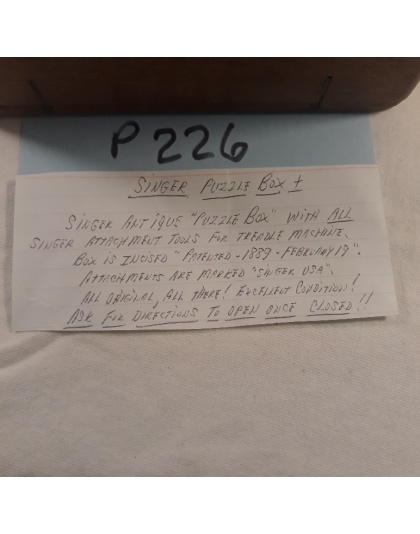 P226
SINGER PUZZLE BOX ±
SINGER ANTIQUE "PUZZLE BOX" WITH ALL
SINGER ATTACHMENT TOOLS FOR TREADLE MACHINE.
BOX IS INCISED "PATENTED - 1889 - FEBRUARY 19".
ATTACHMENTS ARE MARKED "SINGER USA".
ALL ORIGINAL, ALL THERE! EXCELLENT CONDITION!
ASK FOR DIRECTIONS TO OPEN ONCE CLOSED!!